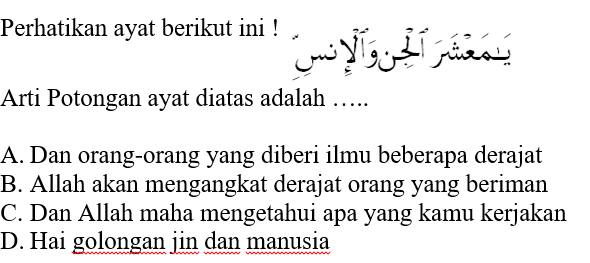 Perhatikan ayat berikut ini !
يَـٰمَعْشَرَ ٱلْجِنِّ وَٱلْإِنسِ
Arti Potongan ayat diatas adalah …..
A. Dan orang-orang yang diberi ilmu beberapa derajat
B. Allah akan mengangkat derajat orang yang beriman
C. Dan Allah maha mengetahui apa yang kamu kerjakan
D. Hai golongan jin dan manusia